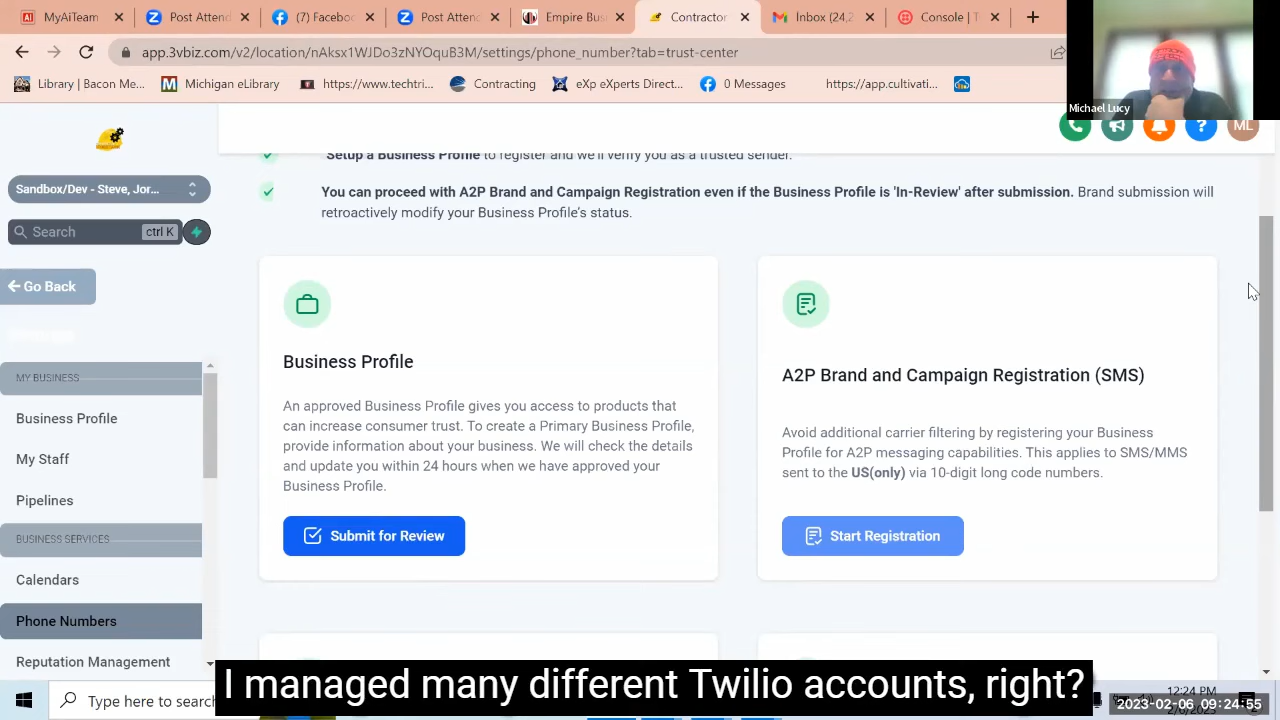 MyAiTeam
Post Attend
(7) Facebo
Post Attend
Empire Bus
Contractor
Inbox (24,2
Console | T
app.3vbiz.com/v2/location/nAksx1WJDo3zNYOquB3M/settings/phone_number?tab=trust-center
Library | Bacon Me...
Michigan eLibrary
https://www.techtri...
Contracting
eXp eXperts Direct...
0 Messages
https://app.cultivati...
Michael Lucy
ML
Sandbox/Dev - Steve, Jor...
Search ctrl K
Go Back
MY BUSINESS
Business Profile
My Staff
Pipelines
BUSINESS SERVICES
Calendars
Phone Numbers
Reputation Management
Setup a Business Profile to register and we'll verify you as a trusted sender.
You can proceed with A2P Brand and Campaign Registration even if the Business Profile is 'In-Review' after submission. Brand submission will
retroactively modify your Business Profile's status.
Business Profile
An approved Business Profile gives you access to products that
can increase consumer trust. To create a Primary Business Profile,
provide information about your business. We will check the details
and update you within 24 hours when we have approved your
Business Profile.
Submit for Review
A2P Brand and Campaign Registration (SMS)
Avoid additional carrier filtering by registering your Business
Profile for A2P messaging capabilities. This applies to SMS/MMS
sent to the US(only) via 10-digit long code numbers.
Start Registration
I managed many different Twilio accounts, right?
Type here to search
12:24 PM
2023-02-06 09:24:55